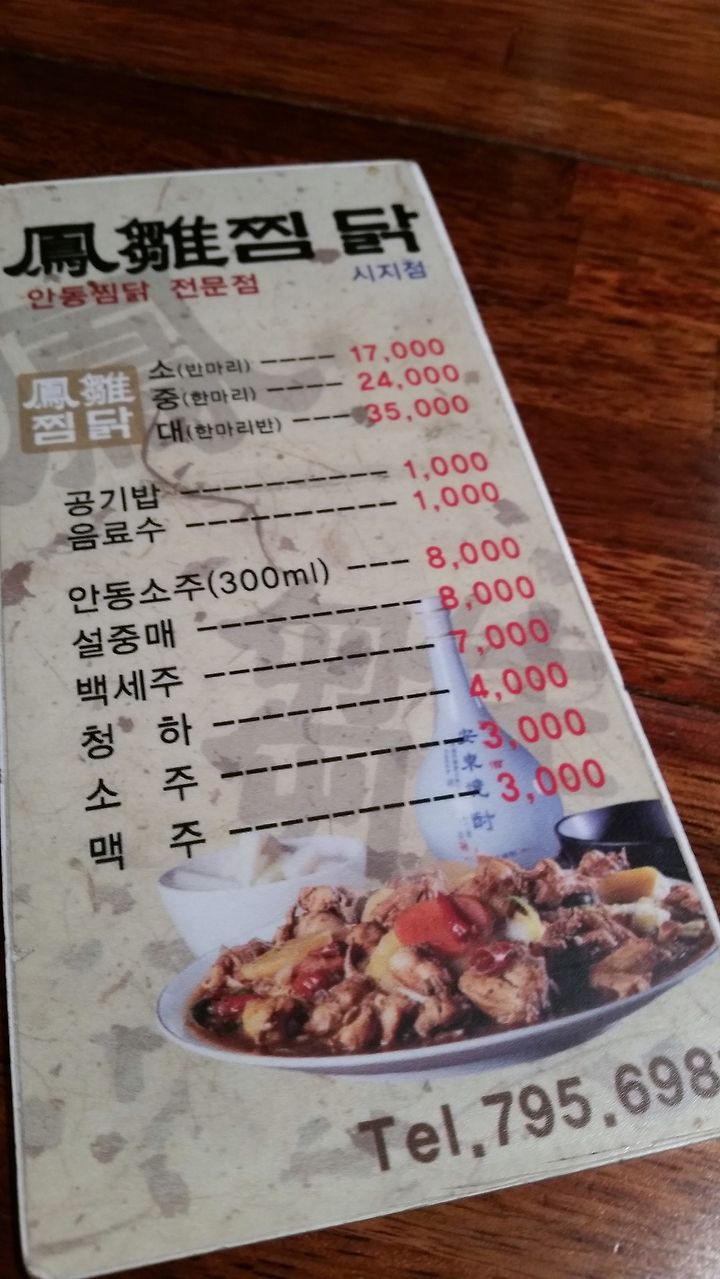 鳳雛찜닭
안동찜닭 전문점 시지점
鳳雛
찜닭
소(반마리) ---- 17,000
중(한마리) ---- 24,000
대(한마리반) --- 35,000
공기밥 ----------- 1,000
음료수 ----------- 1,000
안동소주(300ml) --- 8,000
설중매 ------------ 8,000
백세주 ------------ 7,000
청 하 ------------ 4,000
소 주 ------------ 3,000
맥 주 ------------ 3,000
安東燒酎
Tel.795.698